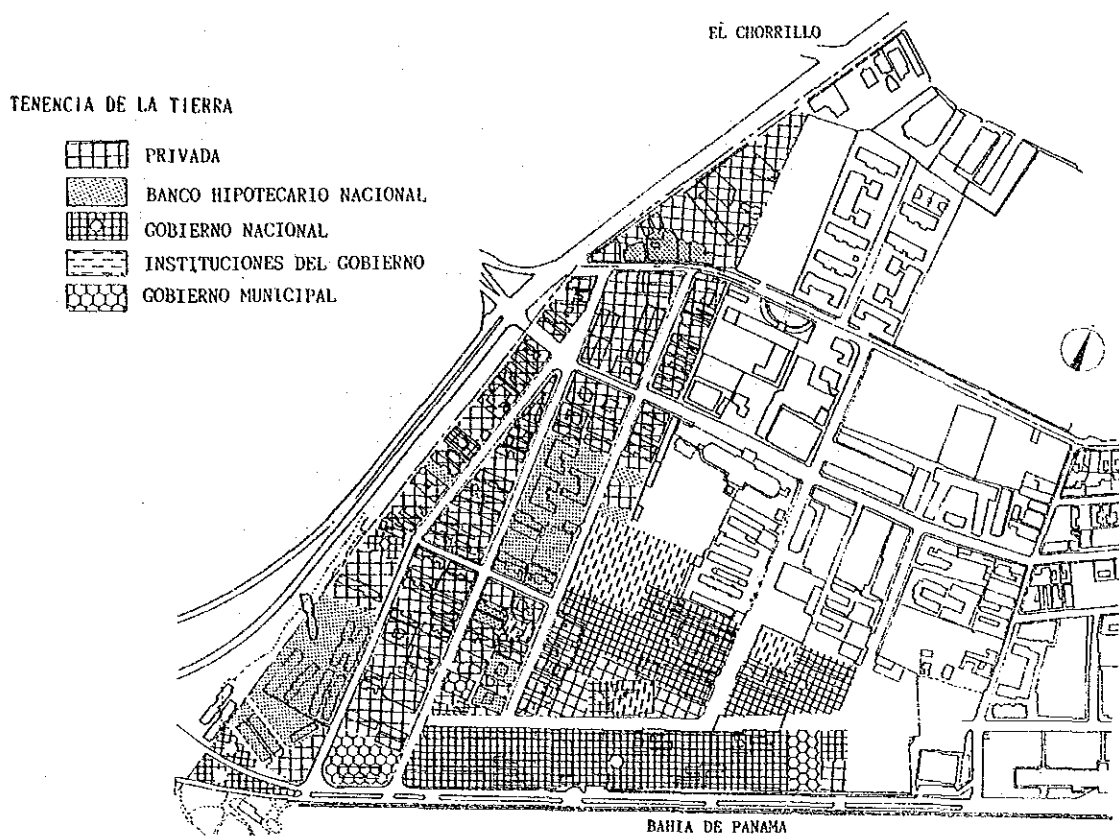 EL CHORRILLO
TENENCIA DE LA TIERRA
PRIVADA
BANCO HIPOTECARIO NACIONAL
GOBIERNO NACIONAL
INSTITUCIONES DEL GOBIERNO
GOBIERNO MUNICIPAL
BAHIA DE PANAMA